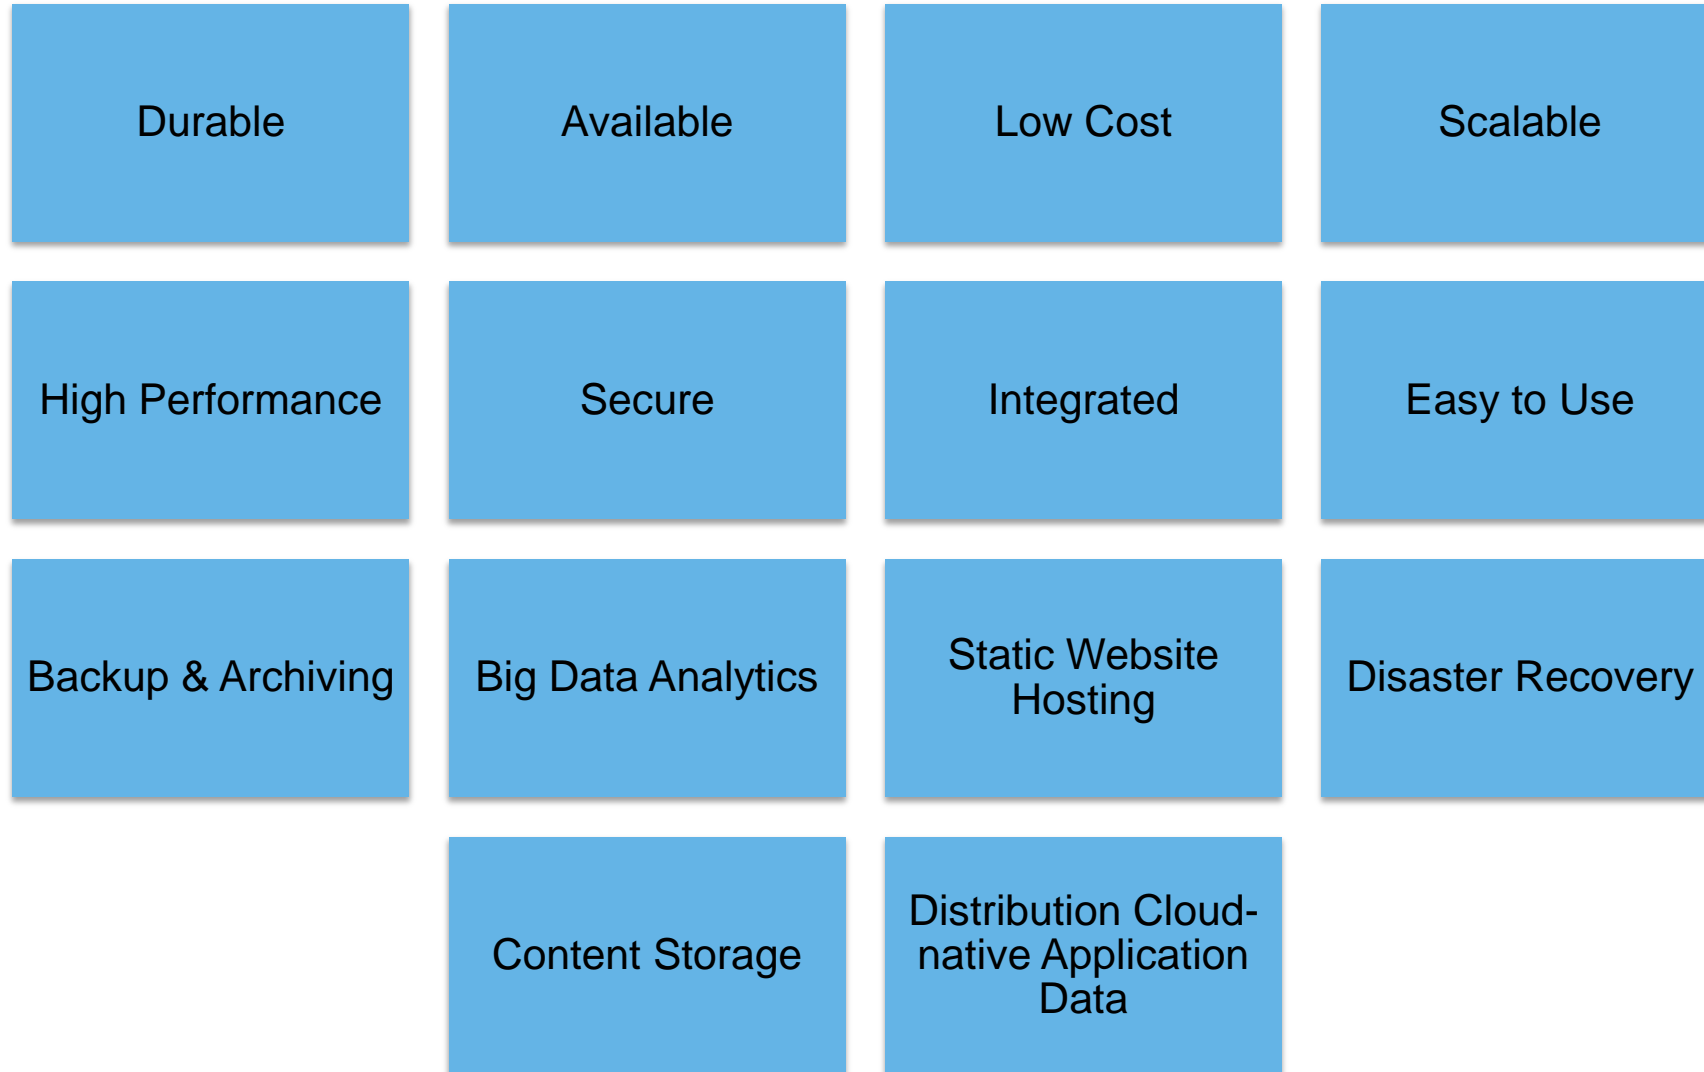 Durable
Available
Low Cost
Scalable
High Performance
Secure
Integrated
Easy to Use
Backup & Archiving
Big Data Analytics
Static Website
Hosting
Disaster Recovery
Content Storage
Distribution Cloud-
native Application
Data